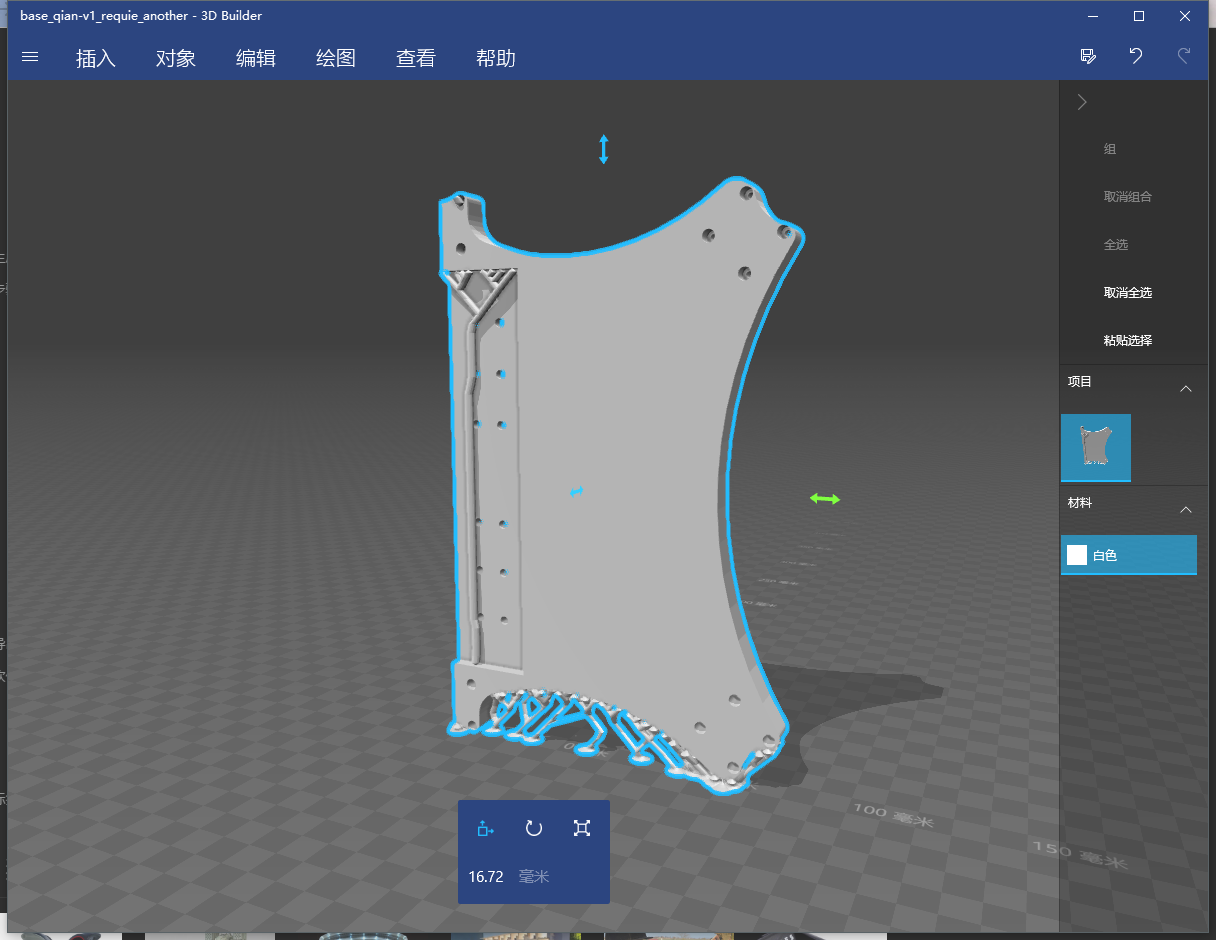 base_qian-v1_requie_another - 3D Builder
插入 对象 编辑 绘图 查看 帮助
组
取消组合
全选
取消全选
粘贴选择
项目
材料
白色
100 毫米
150 毫米
16.72 毫米